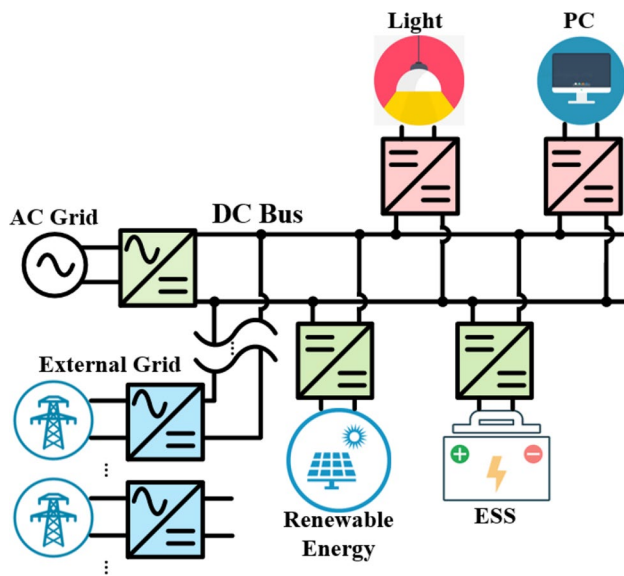 Light
PC
AC Grid
DC Bus
External Grid
Renewable
Energy
ESS